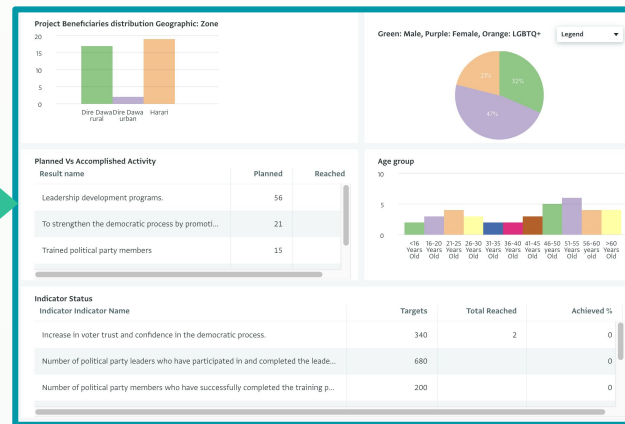 Project Beneficiaries distribution Geographic: Zone
20
15
10
5
0
Dire Dawa rural
Dire Dawa urban
Harari
Green: Male, Purple: Female, Orange: LGBTQ+
Legend
21%
32%
47%
Planned Vs Accomplished Activity
Result name Planned Reached
Leadership development programs. 56
To strengthen the democratic process by promoti... 21
Trained political party members 15
Age group
10
5
0
<16 Years Old
16-20 Years Old
21-25 Years Old
26-30 Years Old
31-35 Years Old
36-40 Years Old
41-45 Years Old
46-50 years Old
51-55 Years Old
56-60 years old
>60 Years Old
Indicator Status
Indicator Indicator Name Targets Total Reached Achieved %
Increase in voter trust and confidence in the democratic process. 340 2 0
Number of political party leaders who have participated in and completed the leade... 680 0
Number of political party members who have successfully completed the training p... 200 0